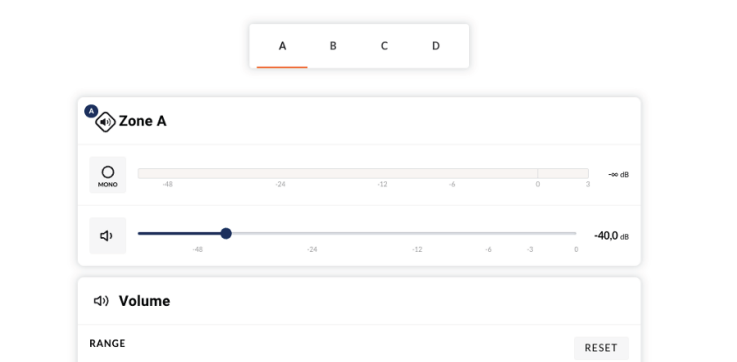 A B C D
A
Zone A
MONO
-48 -24 -12 -6 0 3
-∞ dB
-40,0 dB
-48 -24 -12 -6 -3 0
Volume
RANGE
RESET